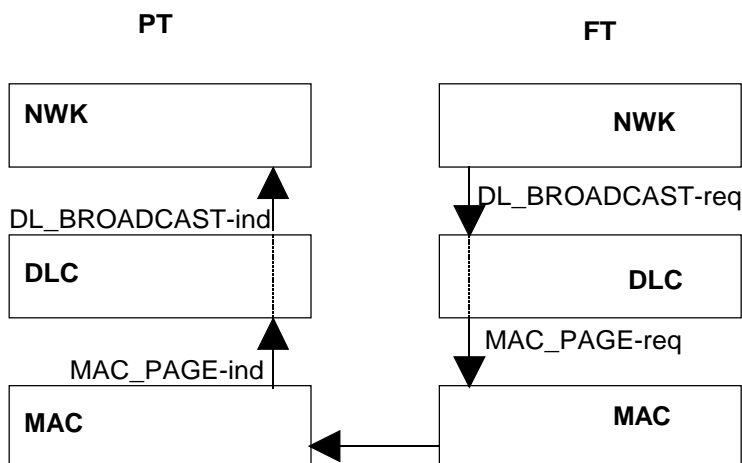 PT
FT
NWK
NWK
DL_BROADCAST-ind
DL_BROADCAST-req
DLC
DLC
MAC_PAGE-ind
MAC_PAGE-req
MAC
MAC